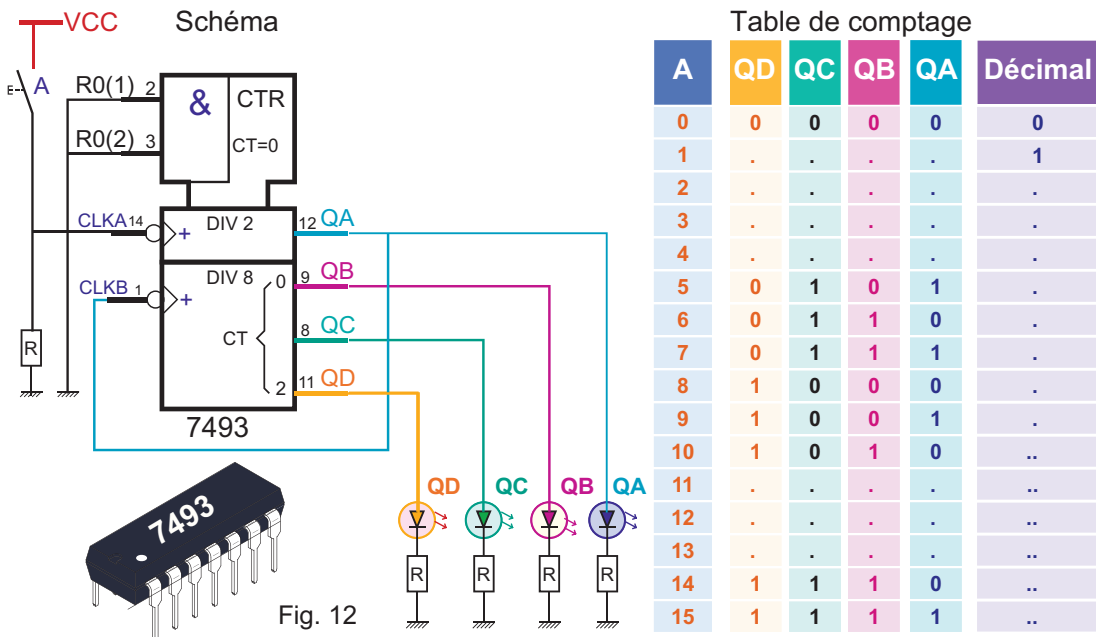 VCC
Schéma
A
R0(1) 2
R0(2) 3
&
CTR
CT=0
CLKA 14
+
DIV 2
12 QA
CLKB 1
+
DIV 8
0
9 QB
CT
8 QC
2
11 QD
R
7493
7493
Fig. 12
QD QC QB QA
R R R R
Table de comptage
A QD QC QB QA Décimal
0 0 0 0 0 0
1 . . . . 1
2 . . . . .
3 . . . . .
4 . . . . .
5 0 1 0 1 .
6 0 1 1 0 .
7 0 1 1 1 .
8 1 0 0 0 .
9 1 0 0 1 .
10 1 0 1 0 ..
11 . . . . ..
12 . . . . ..
13 . . . . ..
14 1 1 1 0 ..
15 1 1 1 1 ..